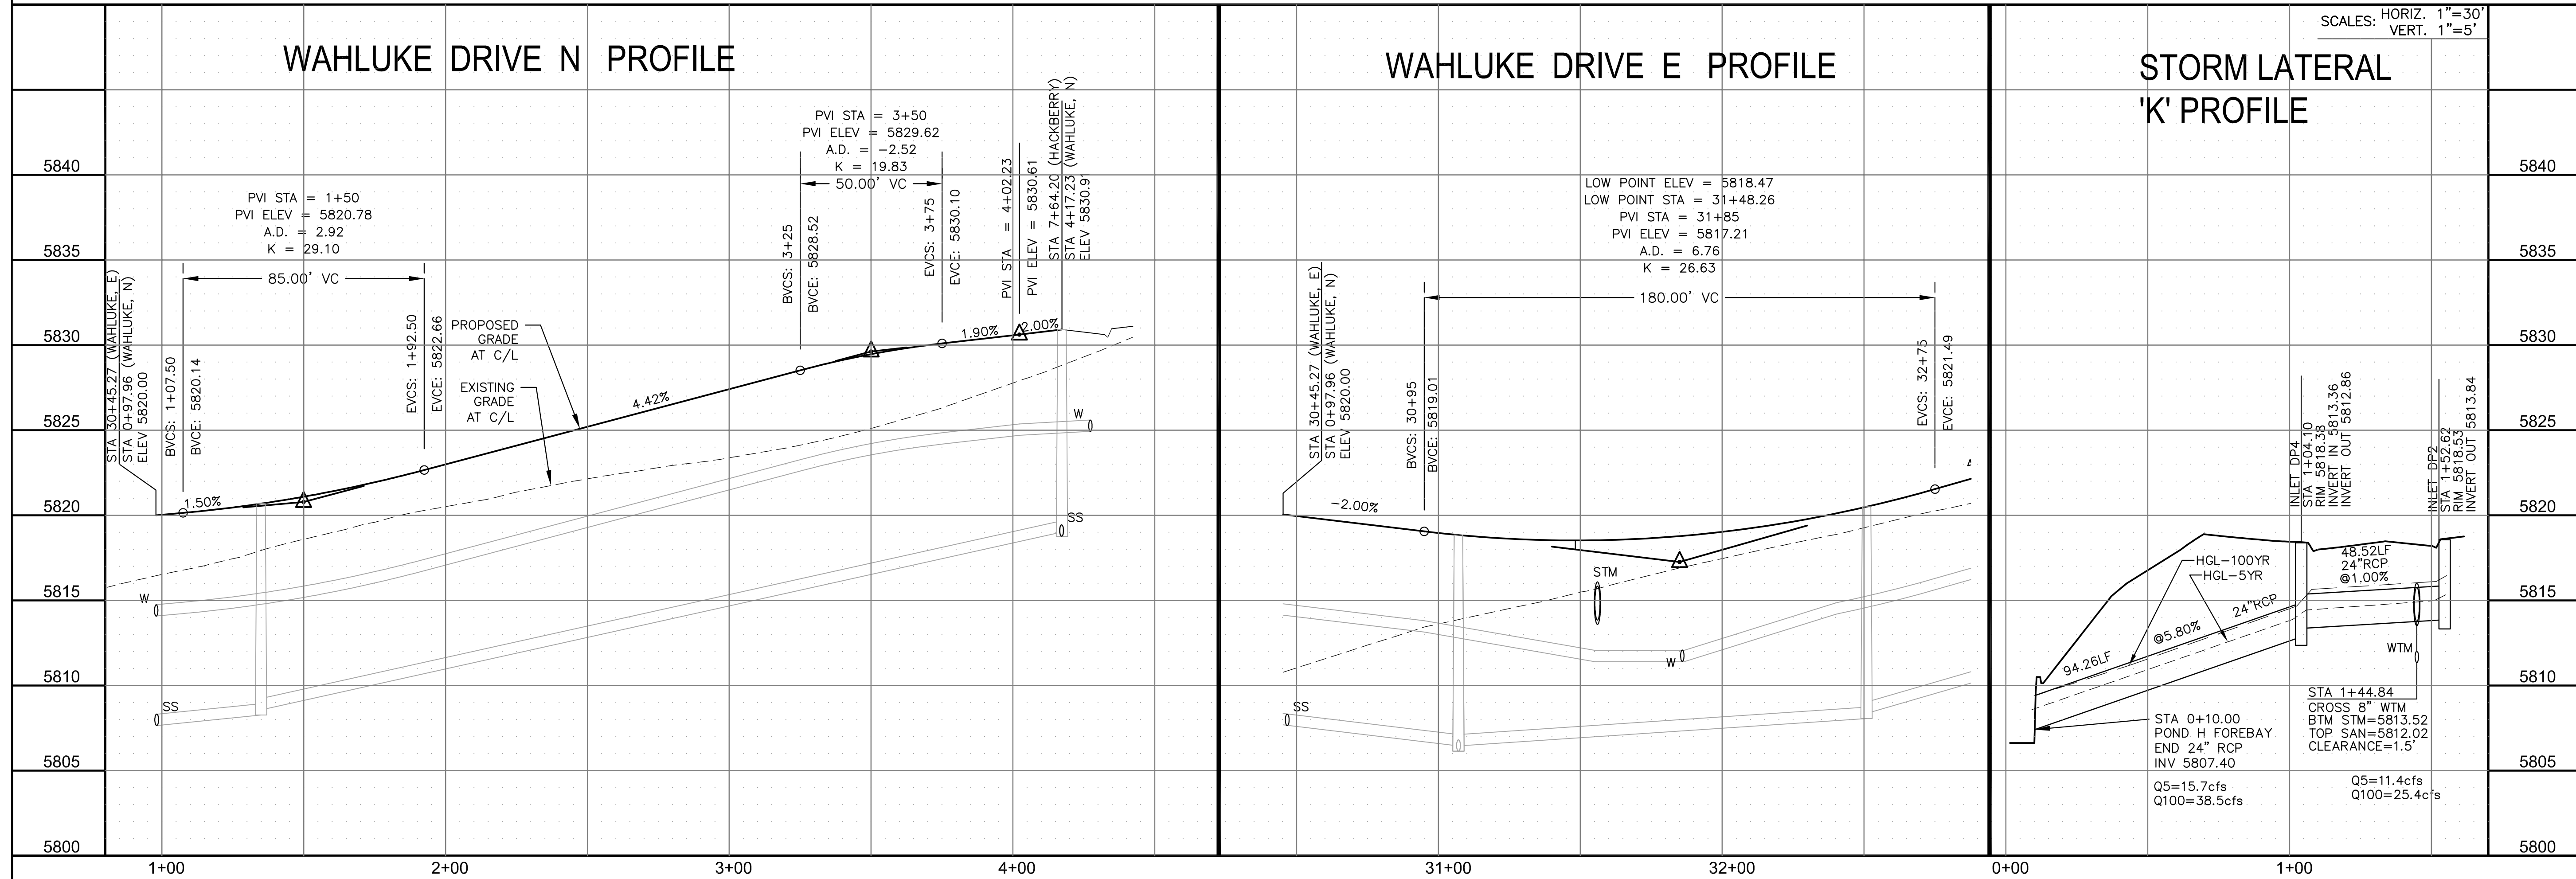 SCALES: HORIZ. 1"=30'
VERT. 1"=5'
WAHLUKE DRIVE N PROFILE
5840
5835
5830
5825
5820
5815
5810
5805
5800
STA 30+45.27 (WAHLUKE, E)
STA 0+97.96 (WAHLUKE, N)
ELEV 5820.00
BVCS: 1+07.50
BVCE: 5820.14
PVI STA = 1+50
PVI ELEV = 5820.78
A.D. = 2.92
K = 29.10
85.00' VC
EVCS: 1+92.50
EVCE: 5822.66
PROPOSED
GRADE
AT C/L
EXISTING
GRADE
AT C/L
1.50%
4.42%
BVCS: 3+25
BVCE: 5828.52
PVI STA = 3+50
PVI ELEV = 5829.62
A.D. = -2.52
K = 19.83
50.00' VC
EVCS: 3+75
EVCE: 5830.10
PVI STA = 4+02.23
PVI ELEV = 5830.61
STA 7+64.20 (HACKBERRY)
STA 4+17.23 (WAHLUKE, N)
ELEV 5830.91
1.90%
2.00%
W
SS
W
SS
1+00
2+00
3+00
4+00
WAHLUKE DRIVE E PROFILE
STA 30+45.27 (WAHLUKE, E)
STA 0+97.96 (WAHLUKE, N)
ELEV 5820.00
-2.00%
BVCS: 30+95
BVCE: 5819.01
LOW POINT ELEV = 5818.47
LOW POINT STA = 31+48.26
PVI STA = 31+85
PVI ELEV = 5817.21
A.D. = 6.76
K = 26.63
180.00' VC
EVCS: 32+75
EVCE: 5821.49
STM
W
SS
31+00
32+00
STORM LATERAL
'K' PROFILE
INLET DP4
STA 1+04.10
RIM 5818.38
INVERT IN 5813.36
INVERT OUT 5812.86
INLET DP2
STA 1+52.62
RIM 5818.53
INVERT OUT 5813.84
HGL-100YR
HGL-5YR
48.52LF
24"RCP
@1.00%
94.26LF
@5.80%
24"RCP
WTM
STA 1+44.84
CROSS 8" WTM
BTM STM=5813.52
TOP SAN=5812.02
CLEARANCE=1.5'
STA 0+10.00
POND H FOREBAY
END 24" RCP
INV 5807.40
Q5=15.7cfs
Q100=38.5cfs
Q5=11.4cfs
Q100=25.4cfs
0+00
1+00
5840
5835
5830
5825
5820
5815
5810
5805
5800